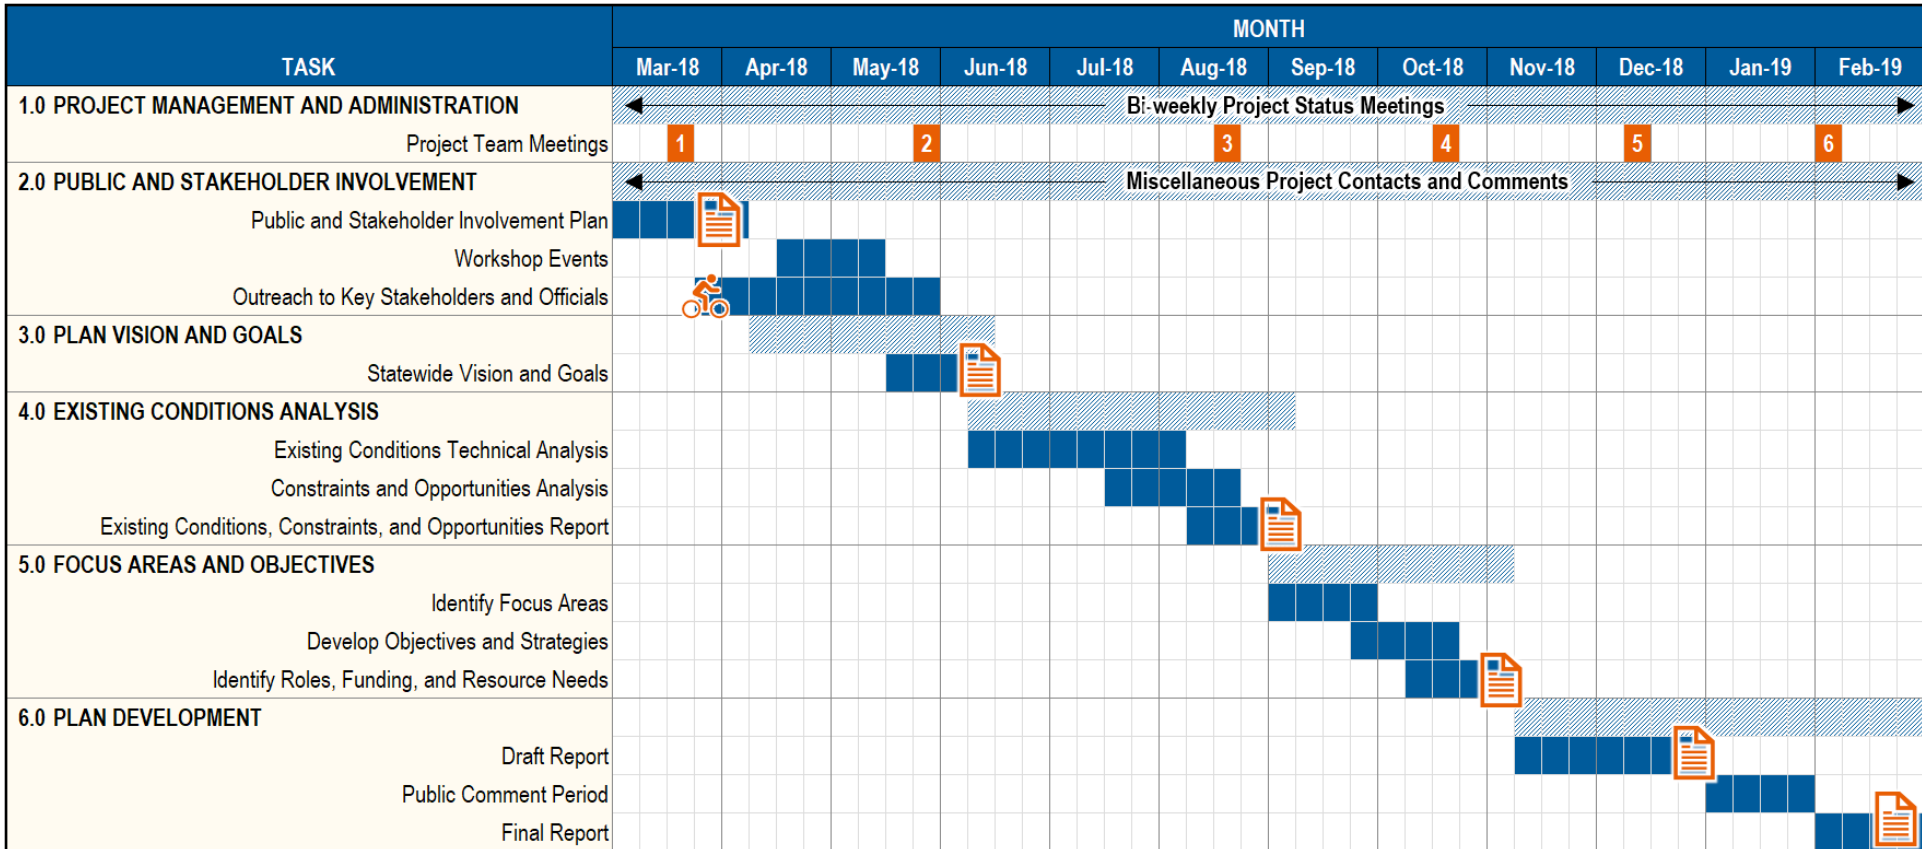 MONTH
TASK Mar-18 Apr-18 May-18 Jun-18 Jul-18 Aug-18 Sep-18 Oct-18 Nov-18 Dec-18 Jan-19 Feb-19
1.0 PROJECT MANAGEMENT AND ADMINISTRATION Bi-weekly Project Status Meetings
Project Team Meetings 1 2 3 4 5 6
2.0 PUBLIC AND STAKEHOLDER INVOLVEMENT Miscellaneous Project Contacts and Comments
Public and Stakeholder Involvement Plan
Workshop Events
Outreach to Key Stakeholders and Officials
3.0 PLAN VISION AND GOALS
Statewide Vision and Goals
4.0 EXISTING CONDITIONS ANALYSIS
Existing Conditions Technical Analysis
Constraints and Opportunities Analysis
Existing Conditions, Constraints, and Opportunities Report
5.0 FOCUS AREAS AND OBJECTIVES
Identify Focus Areas
Develop Objectives and Strategies
Identify Roles, Funding, and Resource Needs
6.0 PLAN DEVELOPMENT
Draft Report
Public Comment Period
Final Report